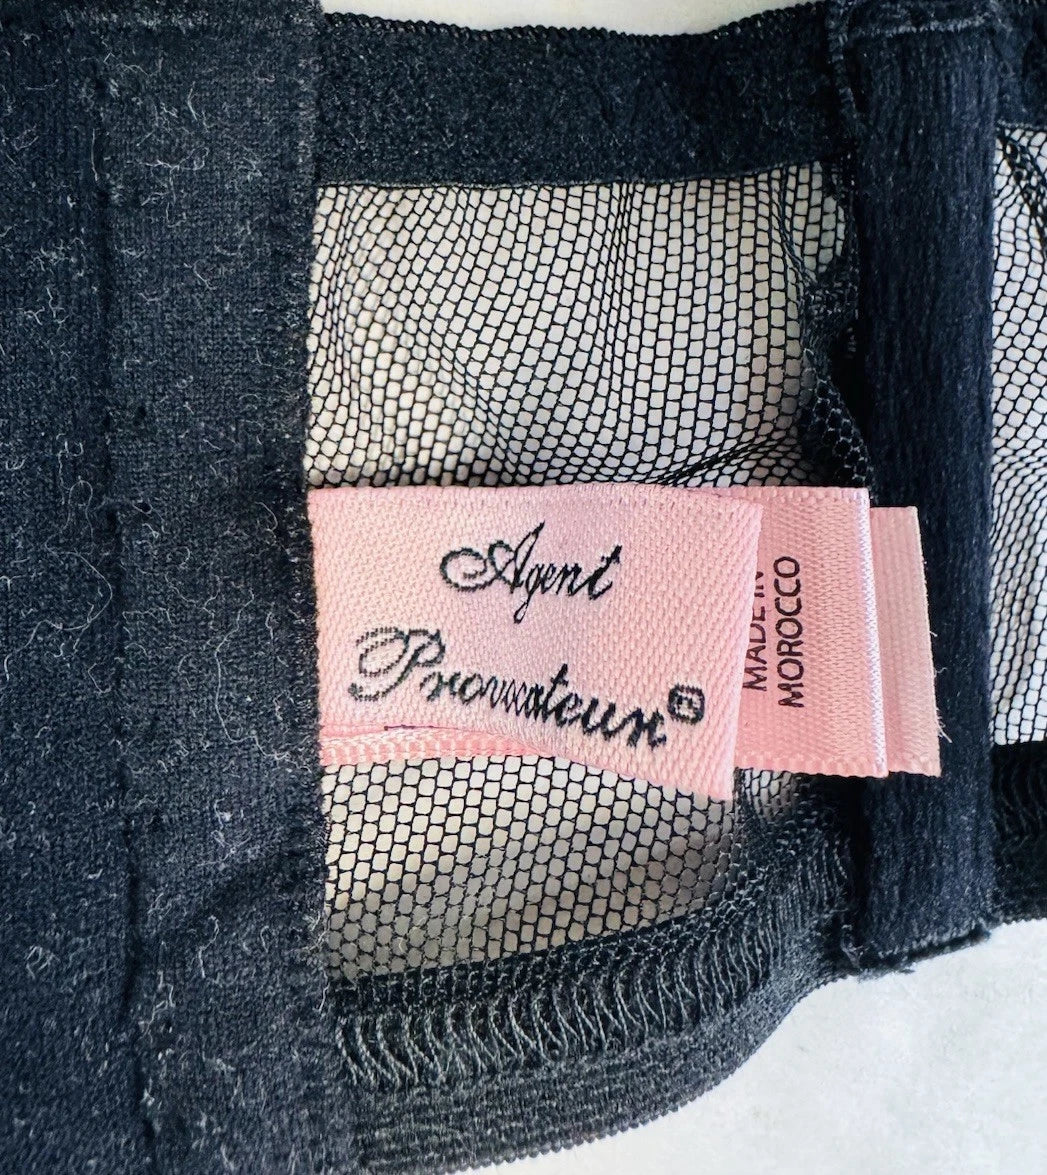 Agent
Provocateur®
MADE IN
MOROCCO